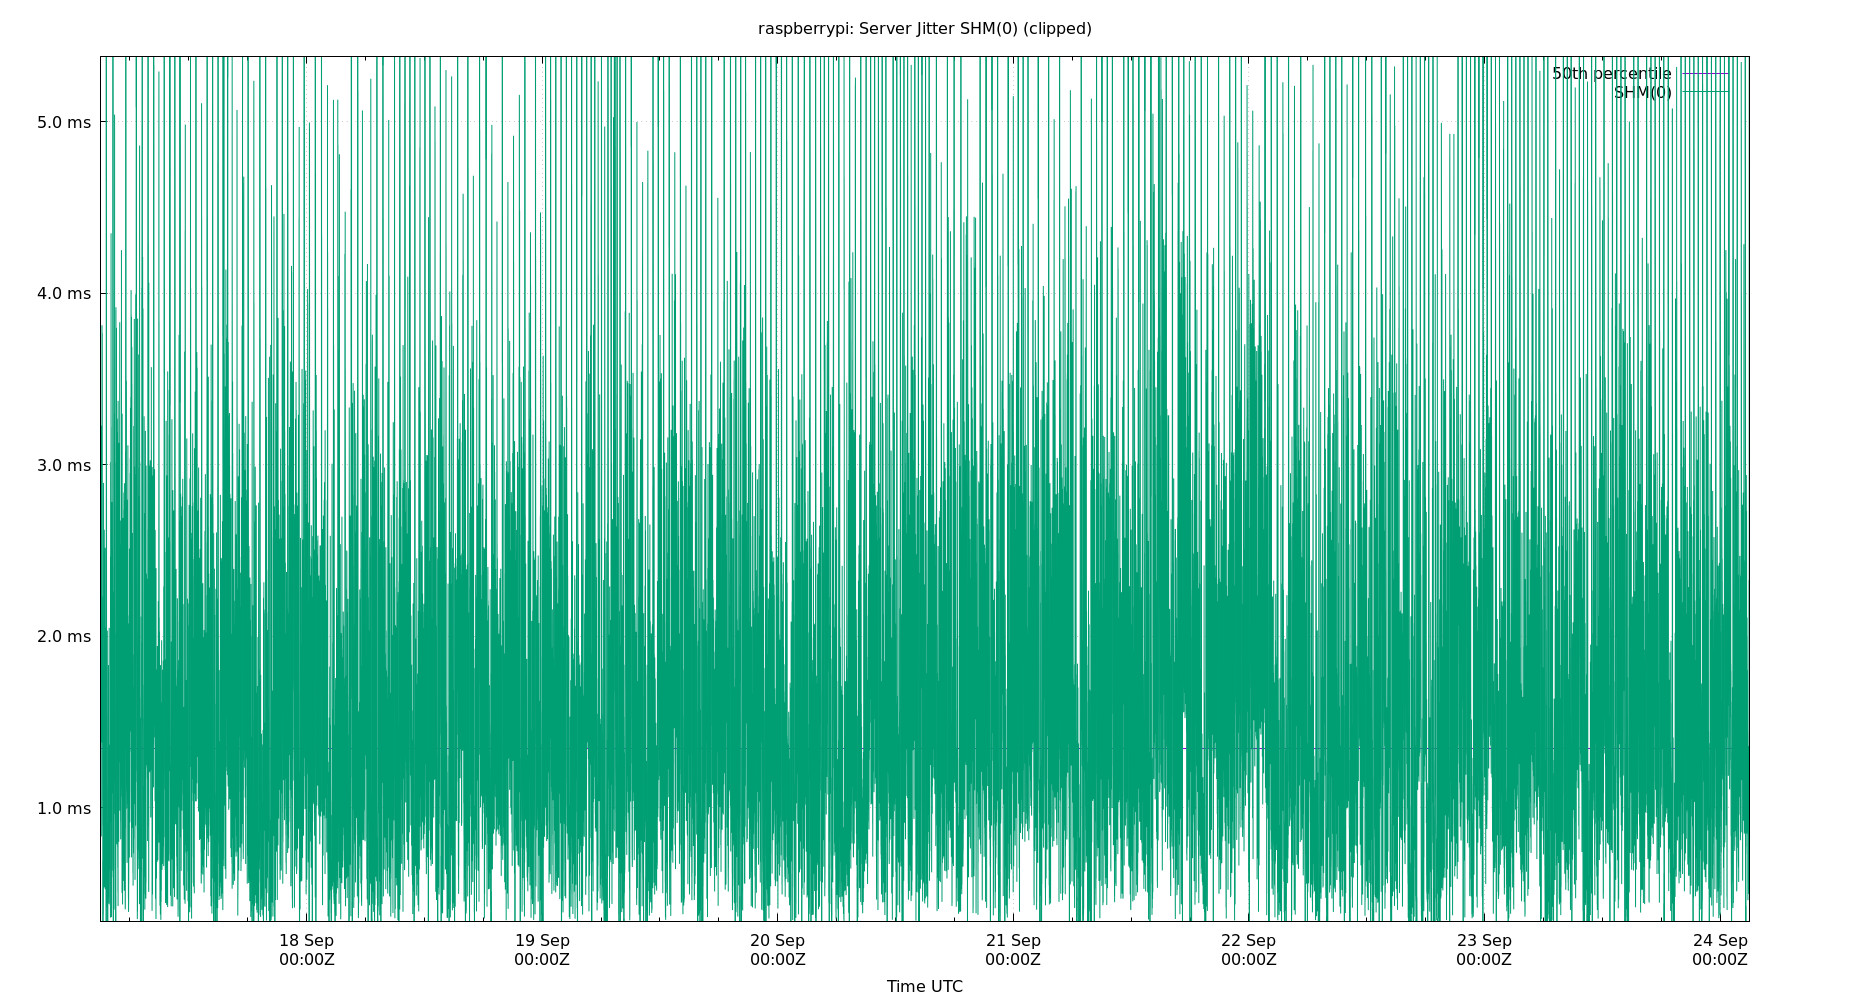 raspberrypi: Server Jitter SHM(0) (clipped)
50th percentile
SHM(0)
5.0 ms
4.0 ms
3.0 ms
2.0 ms
1.0 ms
18 Sep 19 Sep 20 Sep 21 Sep 22 Sep 23 Sep 24 Sep
00:00Z 00:00Z 00:00Z 00:00Z 00:00Z 00:00Z 00:00Z
Time UTC